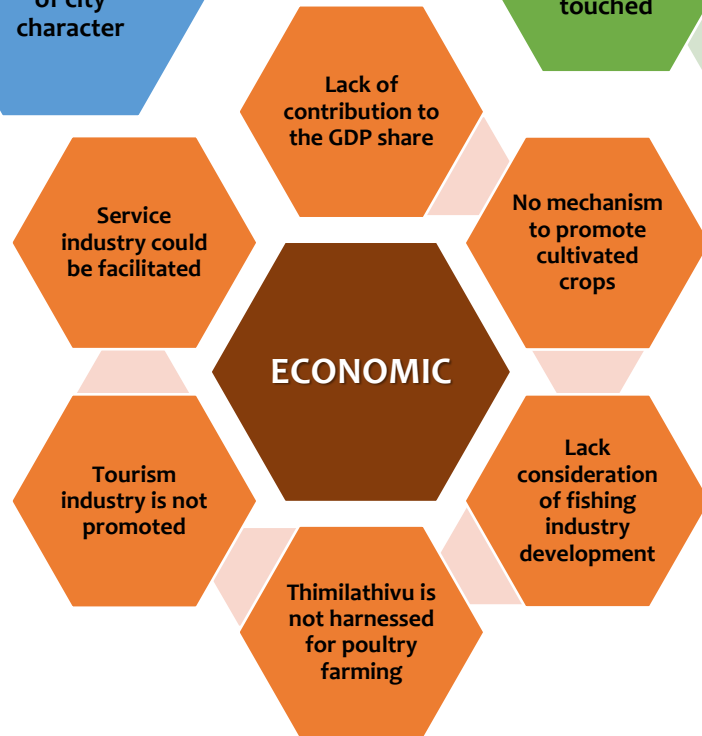 of city
character
touched
Lack of
contribution to
the GDP share
Service
industry could
be facilitated
No mechanism
to promote
cultivated
crops
ECONOMIC
Tourism
industry is not
promoted
Lack
consideration
of fishing
industry
development
Thimilathivu is
not harnessed
for poultry
farming